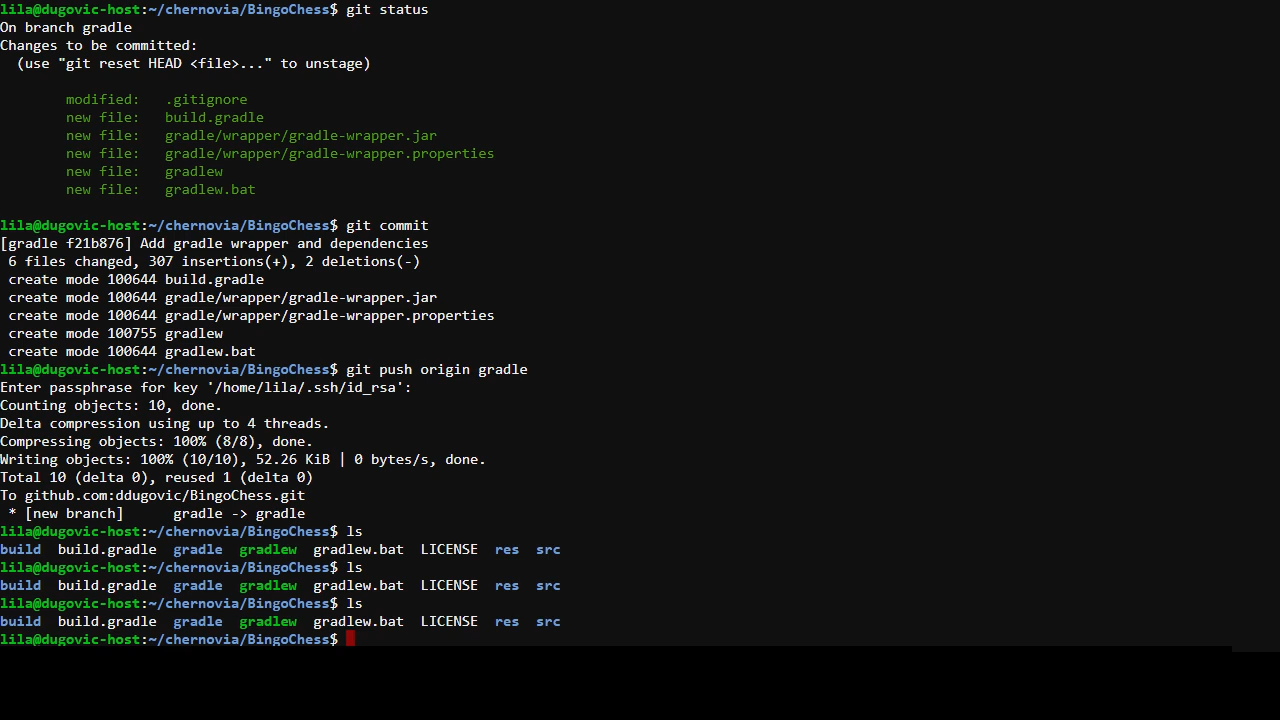 lila@dugovic-host:~/chernovia/BingoChess$ git status
On branch gradle
Changes to be committed:
  (use "git reset HEAD <file>..." to unstage)
        modified:   .gitignore
        new file:   build.gradle
        new file:   gradle/wrapper/gradle-wrapper.jar
        new file:   gradle/wrapper/gradle-wrapper.properties
        new file:   gradlew
        new file:   gradlew.bat
lila@dugovic-host:~/chernovia/BingoChess$ git commit
[gradle f21b876] Add gradle wrapper and dependencies
 6 files changed, 307 insertions(+), 2 deletions(-)
 create mode 100644 build.gradle
 create mode 100644 gradle/wrapper/gradle-wrapper.jar
 create mode 100644 gradle/wrapper/gradle-wrapper.properties
 create mode 100755 gradlew
 create mode 100644 gradlew.bat
lila@dugovic-host:~/chernovia/BingoChess$ git push origin gradle
Enter passphrase for key '/home/lila/.ssh/id_rsa':
Counting objects: 10, done.
Delta compression using up to 4 threads.
Compressing objects: 100% (8/8), done.
Writing objects: 100% (10/10), 52.26 KiB | 0 bytes/s, done.
Total 10 (delta 0), reused 1 (delta 0)
To github.com:ddugovic/BingoChess.git
 * [new branch]      gradle -> gradle
lila@dugovic-host:~/chernovia/BingoChess$ ls
build  build.gradle  gradle  gradlew  gradlew.bat  LICENSE  res  src
lila@dugovic-host:~/chernovia/BingoChess$ ls
build  build.gradle  gradle  gradlew  gradlew.bat  LICENSE  res  src
lila@dugovic-host:~/chernovia/BingoChess$ ls
build  build.gradle  gradle  gradlew  gradlew.bat  LICENSE  res  src
lila@dugovic-host:~/chernovia/BingoChess$